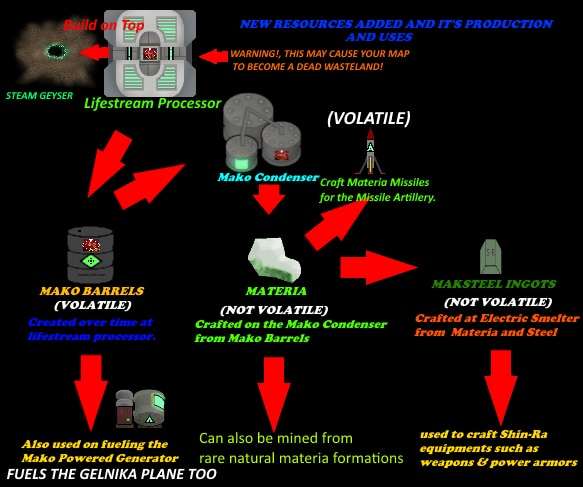 NEW RESOURCES ADDED AND IT'S PRODUCTION
AND USES
Build on Top
WARNING!, THIS MAY CAUSE YOUR MAP
TO BECOME A DEAD WASTELAND!
STEAM GEYSER
Lifestream Processor
(VOLATILE)
Mako Condenser
Craft Materia Missiles
for the Missile Artillery.
MAKO BARRELS
(VOLATILE)
Created over time at
lifestream processor.
MATERIA
(NOT VOLATILE)
Crafted on the Mako Condenser
from Mako Barrels
MAKSTEEL INGOTS
(NOT VOLATILE)
Crafted at Electric Smelter
from Materia and Steel
Also used on fueling the
Mako Powered Generator
FUELS THE GELNIKA PLANE TOO
Can also be mined from
rare natural materia formations
used to craft Shin-Ra
equipments such as
weapons & power armors